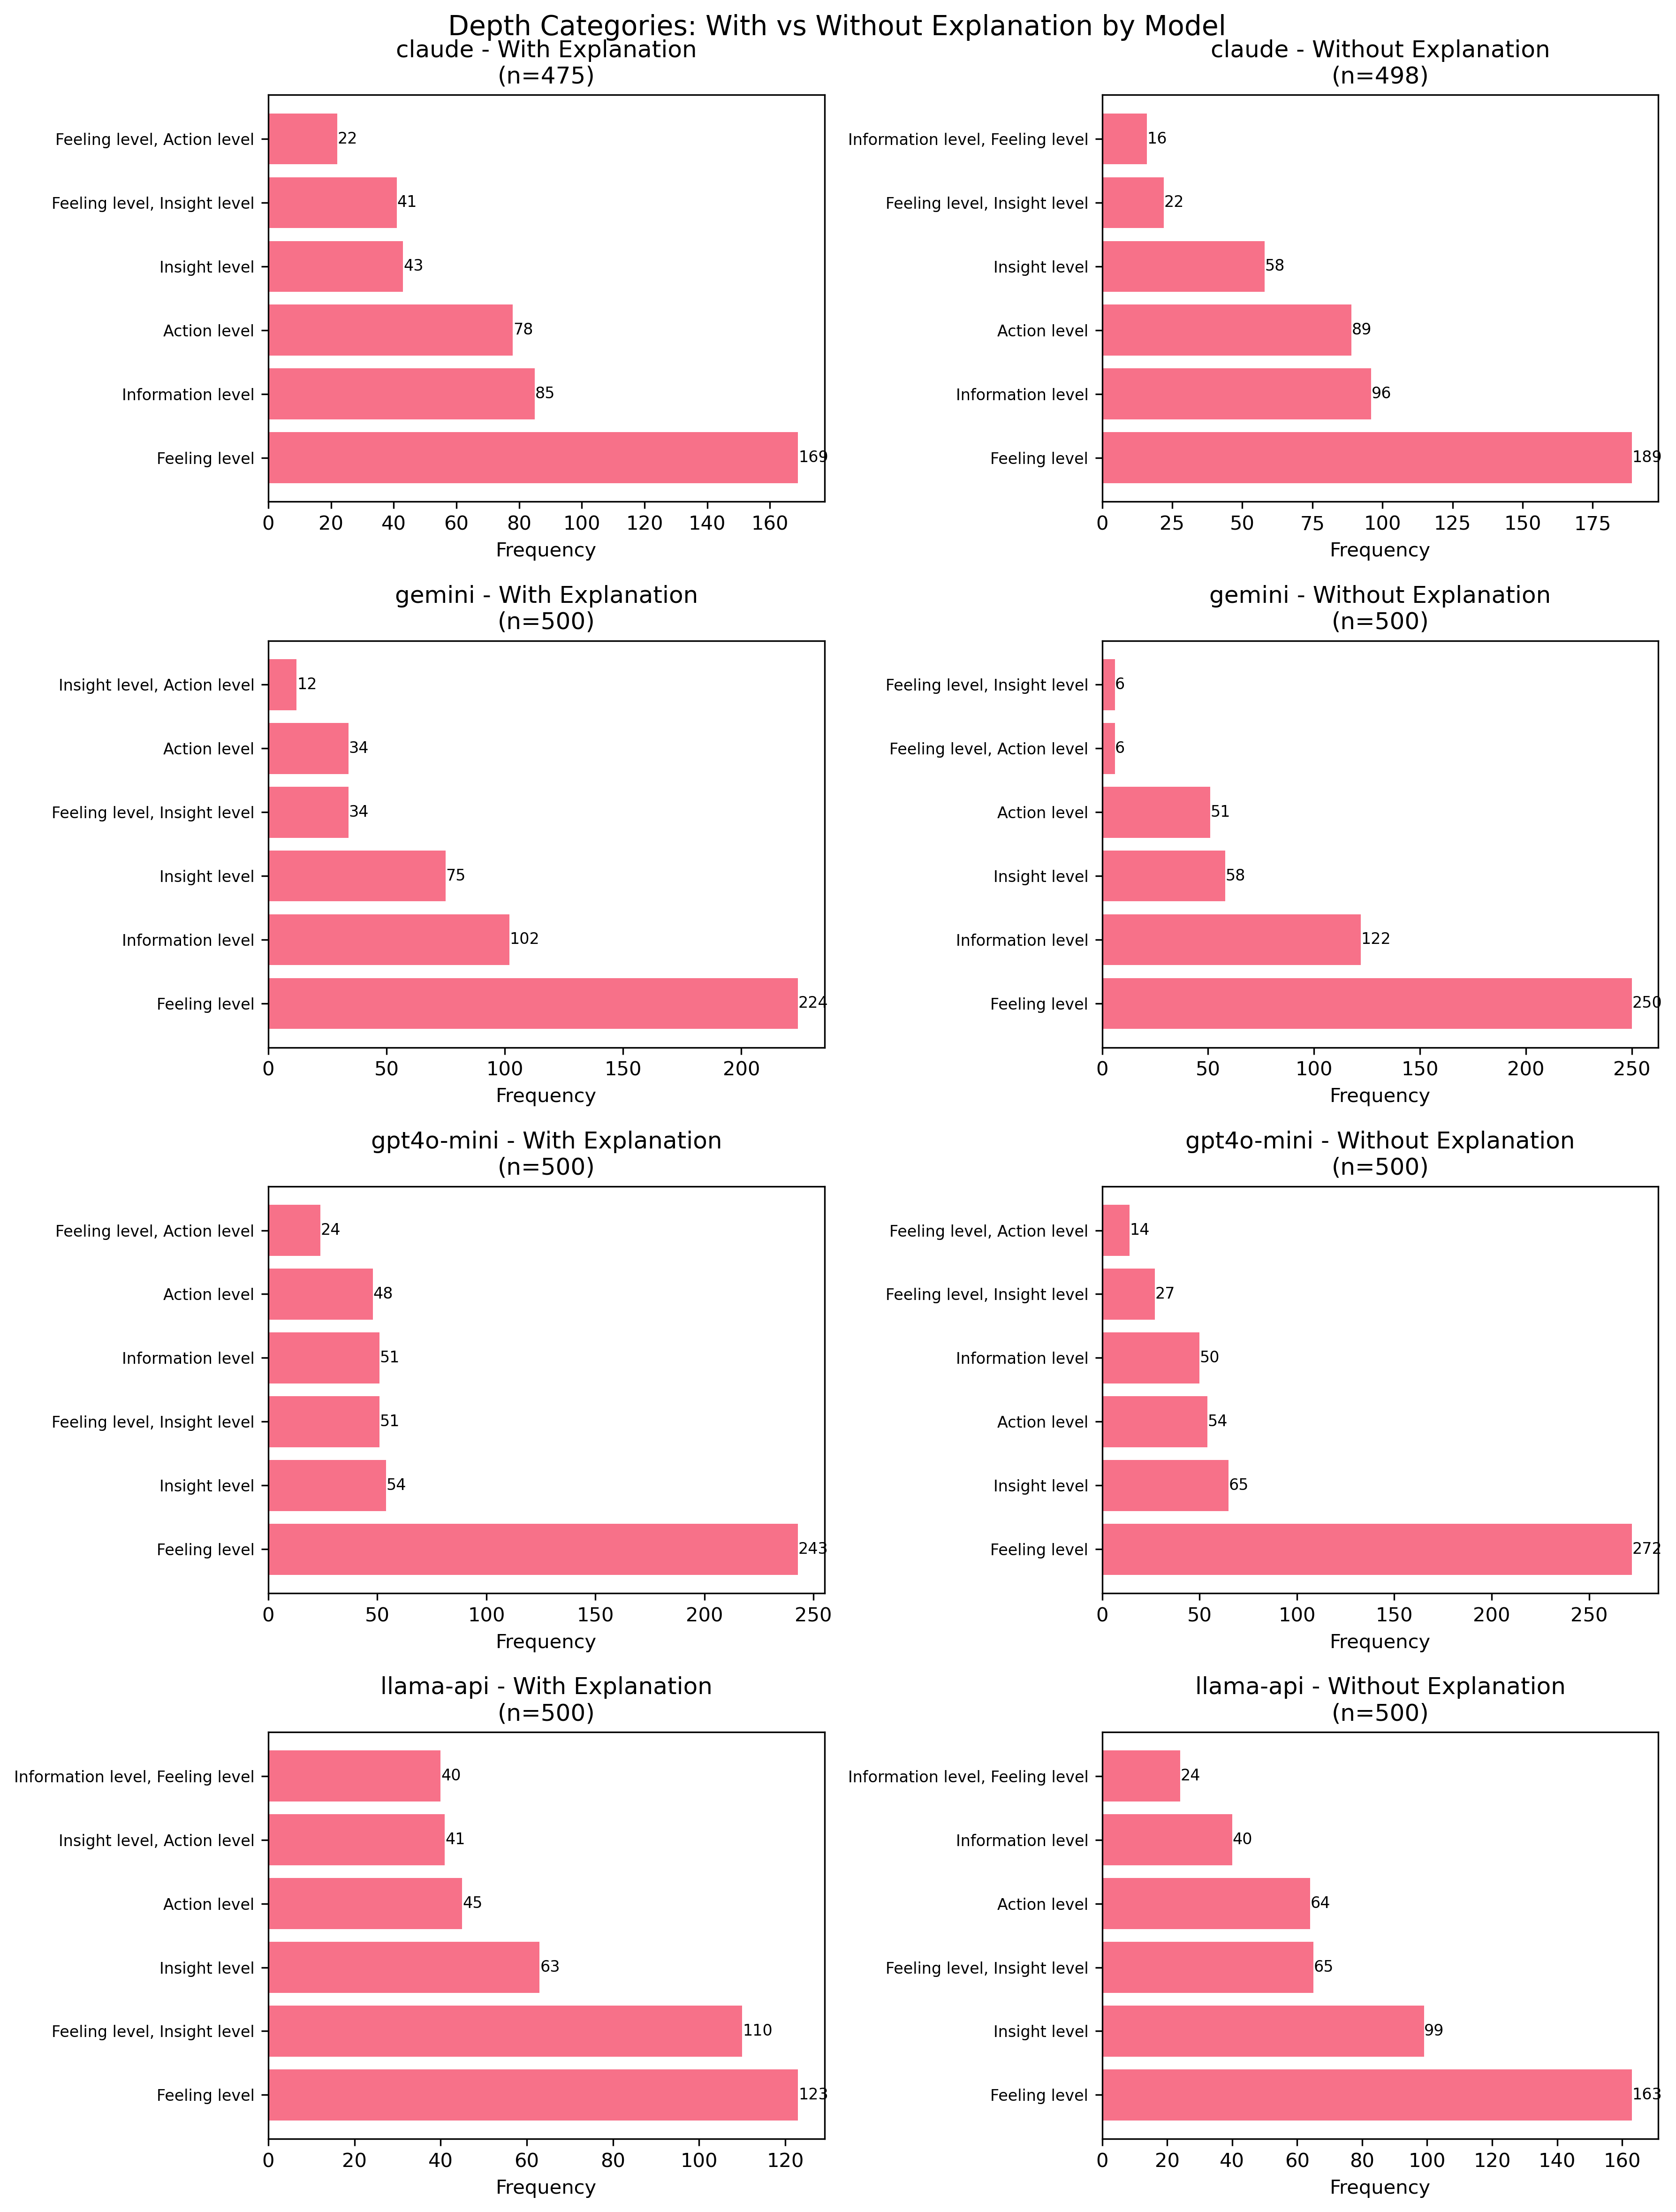 Depth Categories: With vs Without Explanation by Model
claude - With Explanation
(n=475)
Feeling level, Action level
22
Feeling level, Insight level
41
Insight level
43
Action level
78
Information level
85
Feeling level
169
0 20 40 60 80 100 120 140 160
Frequency
claude - Without Explanation
(n=498)
Information level, Feeling level
16
Feeling level, Insight level
22
Insight level
58
Action level
89
Information level
96
Feeling level
189
0 25 50 75 100 125 150 175
Frequency
gemini - With Explanation
(n=500)
Insight level, Action level
12
Action level
34
Feeling level, Insight level
34
Insight level
75
Information level
102
Feeling level
224
0 50 100 150 200
Frequency
gemini - Without Explanation
(n=500)
Feeling level, Insight level
6
Feeling level, Action level
6
Action level
51
Insight level
58
Information level
122
Feeling level
250
0 50 100 150 200 250
Frequency
gpt4o-mini - With Explanation
(n=500)
Feeling level, Action level
24
Action level
48
Information level
51
Feeling level, Insight level
51
Insight level
54
Feeling level
243
0 50 100 150 200 250
Frequency
gpt4o-mini - Without Explanation
(n=500)
Feeling level, Action level
14
Feeling level, Insight level
27
Information level
50
Action level
54
Insight level
65
Feeling level
272
0 50 100 150 200 250
Frequency
llama-api - With Explanation
(n=500)
Information level, Feeling level
40
Insight level, Action level
41
Action level
45
Insight level
63
Feeling level, Insight level
110
Feeling level
123
0 20 40 60 80 100 120
Frequency
llama-api - Without Explanation
(n=500)
Information level, Feeling level
24
Information level
40
Action level
64
Feeling level, Insight level
65
Insight level
99
Feeling level
163
0 20 40 60 80 100 120 140 160
Frequency